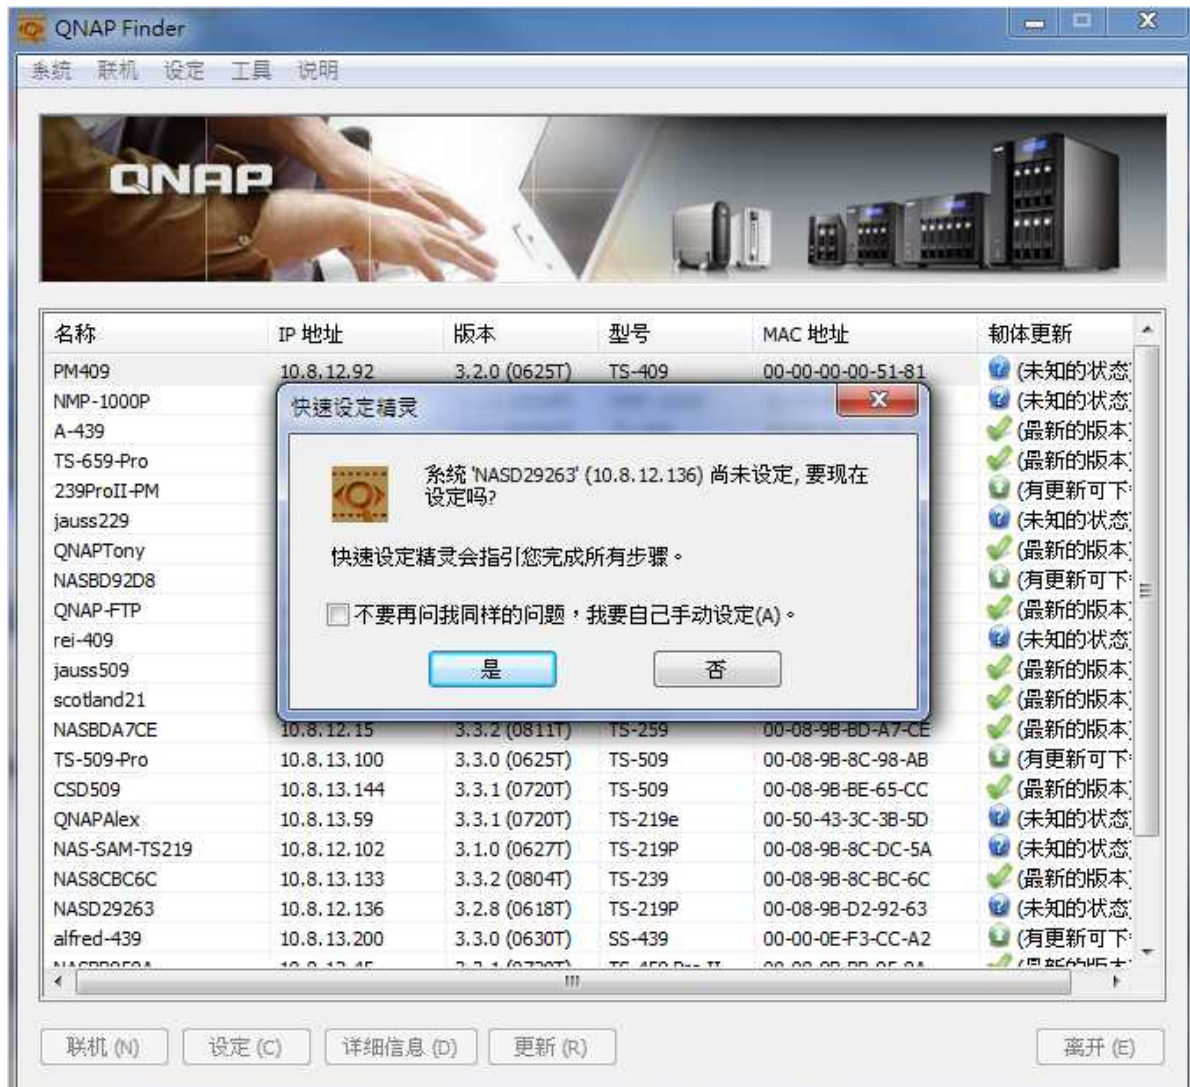 QNAP Finder
系统 联机 设定 工具 说明
QNAP
名称 IP 地址 版本 型号 MAC 地址 韧体更新
PM409 10.8.12.92 3.2.0 (0625T) TS-409 00-00-00-00-51-81 (未知的状态
NMP-1000P (未知的状态
A-439 (最新的版本
TS-659-Pro (最新的版本
239ProII-PM (有更新可下
jauss229 (未知的状态
QNAPTony (最新的版本
NASBD92D8 (有更新可下
QNAP-FTP (最新的版本
rei-409 (未知的状态
jauss509 (最新的版本
scotland21 (最新的版本
快速设定精灵
系统 'NASD29263' (10.8.12.136) 尚未设定, 要现在
设定吗?
快速设定精灵会指引您完成所有步骤。
不要再问我同样的问题，我要自己手动设定(A)。
是 否
NASBDA7CE 10.8.12.15 3.3.2 (0811T) TS-259 00-08-9B-BD-A7-CE (最新的版本
TS-509-Pro 10.8.13.100 3.3.0 (0625T) TS-509 00-08-9B-8C-98-AB (有更新可下
CSD509 10.8.13.144 3.3.1 (0720T) TS-509 00-08-9B-BE-65-CC (最新的版本
QNAPAlex 10.8.13.59 3.3.1 (0720T) TS-219e 00-50-43-3C-3B-5D (未知的状态
NAS-SAM-TS219 10.8.12.102 3.1.0 (0627T) TS-219P 00-08-9B-8C-DC-5A (未知的状态
NAS8CBC6C 10.8.13.133 3.3.2 (0804T) TS-239 00-08-9B-8C-BC-6C (最新的版本
NASD29263 10.8.12.136 3.2.8 (0618T) TS-219P 00-08-9B-D2-92-63 (未知的状态
alfred-439 10.8.13.200 3.3.0 (0630T) SS-439 00-00-0E-F3-CC-A2 (有更新可下
联机 (N) 设定 (C) 详细信息 (D) 更新 (R) 离开 (E)